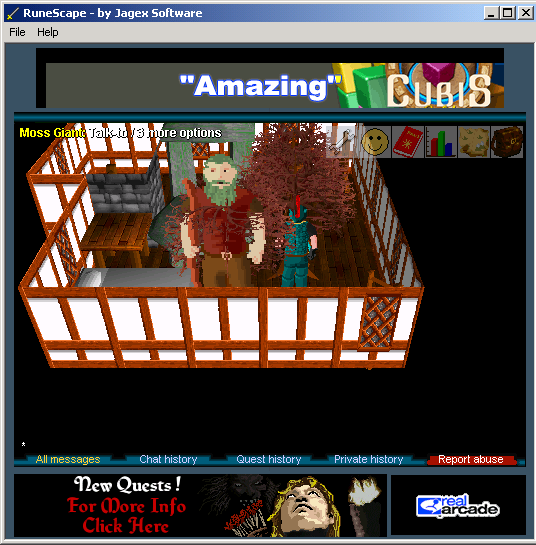 RuneScape - by Jagex Software
File Help
"Amazing" CUBIS
Moss Giant: Talk-to / 3 more options
*
All messages Chat history Quest history Private history Report abuse
New Quests!
For More Info
Click Here
real
arcade